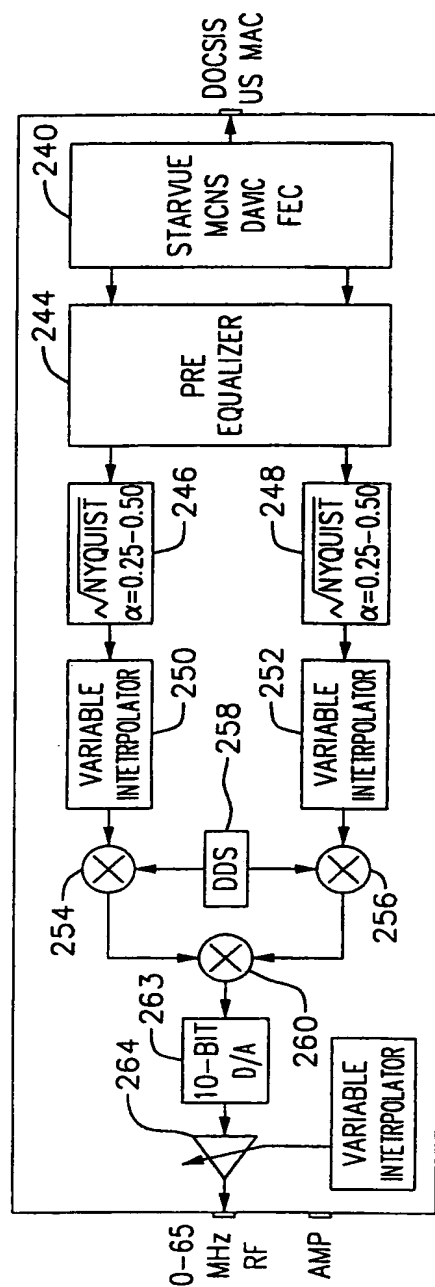 0-65
MHz
RF
AMP
264
263
10-BIT
D/A
260
VARIABLE
INTETRPOLATOR
254
DDS
258
256
VARIABLE
INTETRPOLATOR
250
VARIABLE
INTETRPOLATOR
252
√NYQUIST
α=0.25-0.50
246
√NYQUIST
α=0.25-0.50
248
PRE
EQUALIZER
244
STARVUE
MCNS
DAVIC
FEC
240
DOCSIS
US MAC